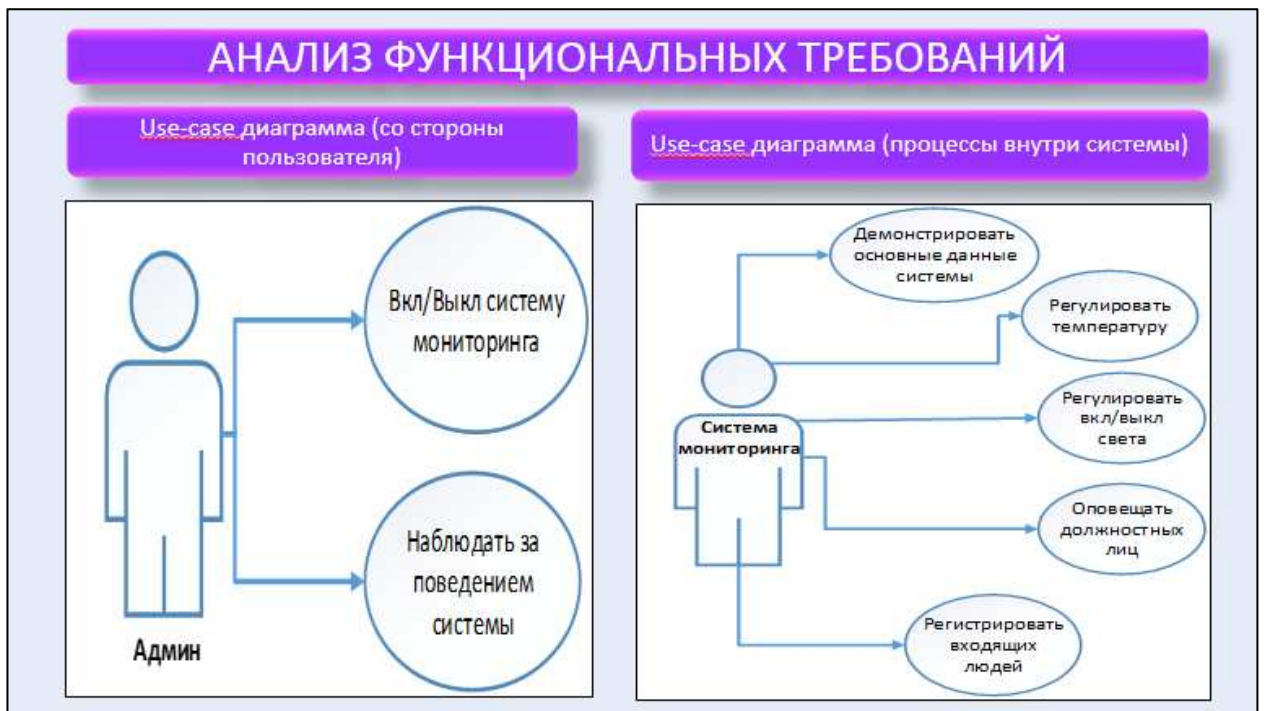 АНАЛИЗ ФУНКЦИОНАЛЬНЫХ ТРЕБОВАНИЙ
Use-case диаграмма (со стороны
пользователя)
Use-case диаграмма (процессы внутри системы)
Вкл/Выкл систему
мониторинга
Наблюдать за
поведением
системы
Админ
Демонстрировать
основные данные
системы
Регулировать
температуру
Регулировать
вкл/выкл
света
Система
мониторинга
Оповещать
должностных
лиц
Регистрировать
входящих
людей